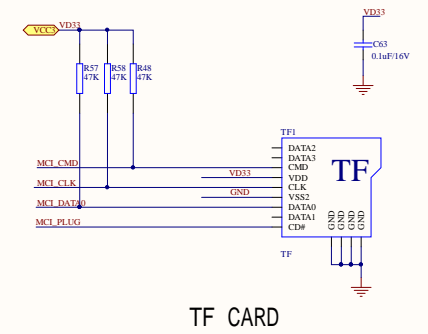 VCC3
VD33
VD33
C63
0.1uF/16V
R57
47K
R58
47K
R48
47K
TF1
DATA2
DATA3
MCI_CMD
CMD
VD33
VDD
MCI_CLK
CLK
GND
VSS2
MCI_DATA0
DATA0
DATA1
MCI_PLUG
CD#
TF
GND
GND
GND
GND
TF
TF CARD